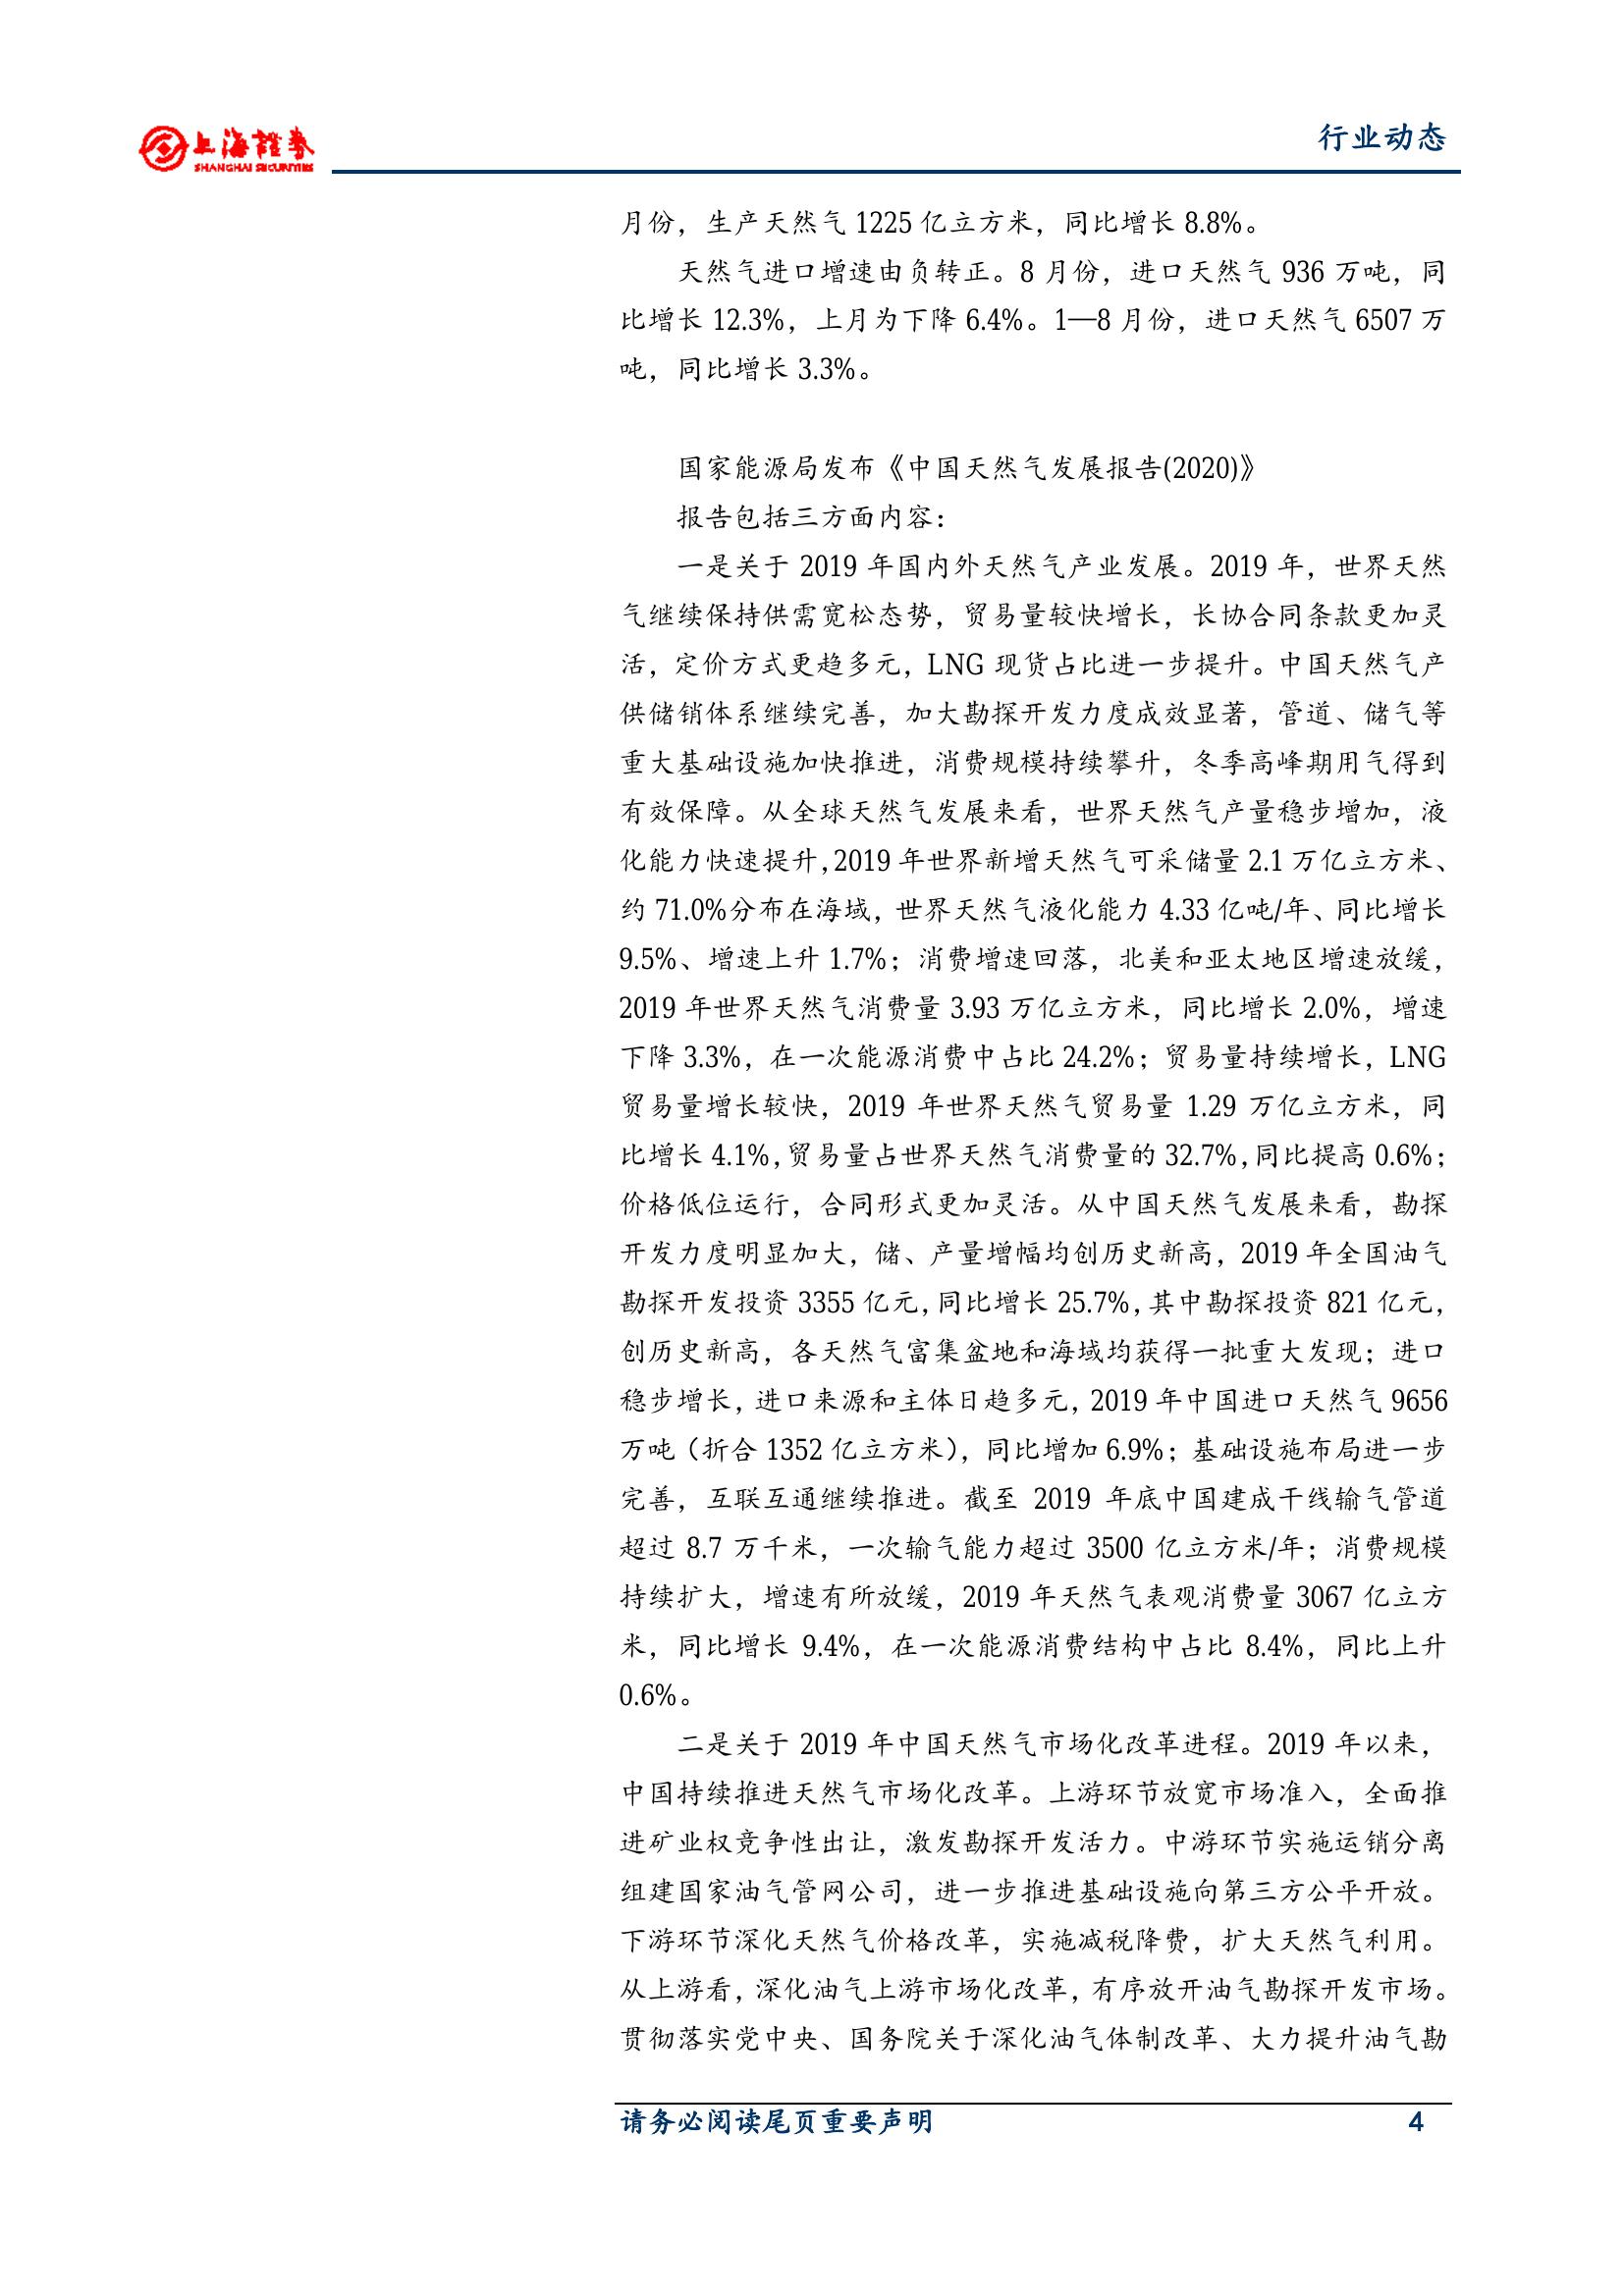 上海證券
SHANGHAI SECURITIES
行业动态
月份，生产天然气 1225 亿立方米，同比增长 8.8%。
天然气进口增速由负转正。8 月份，进口天然气 936 万吨，同
比增长 12.3%，上月为下降 6.4%。1—8 月份，进口天然气 6507 万
吨，同比增长 3.3%。
国家能源局发布《中国天然气发展报告(2020)》
报告包括三方面内容：
一是关于 2019 年国内外天然气产业发展。2019 年，世界天然
气继续保持供需宽松态势，贸易量较快增长，长协合同条款更加灵
活，定价方式更趋多元，LNG 现货占比进一步提升。中国天然气产
供储销体系继续完善，加大勘探开发力度成效显著，管道、储气等
重大基础设施加快推进，消费规模持续攀升，冬季高峰期用气得到
有效保障。从全球天然气发展来看，世界天然气产量稳步增加，液
化能力快速提升，2019 年世界新增天然气可采储量 2.1 万亿立方米、
约 71.0%分布在海域，世界天然气液化能力 4.33 亿吨/年、同比增长
9.5%、增速上升 1.7%；消费增速回落，北美和亚太地区增速放缓，
2019 年世界天然气消费量 3.93 万亿立方米，同比增长 2.0%，增速
下降 3.3%，在一次能源消费中占比 24.2%；贸易量持续增长，LNG
贸易量增长较快，2019 年世界天然气贸易量 1.29 万亿立方米，同
比增长 4.1%，贸易量占世界天然气消费量的 32.7%，同比提高 0.6%；
价格低位运行，合同形式更加灵活。从中国天然气发展来看，勘探
开发力度明显加大，储、产量增幅均创历史新高，2019 年全国油气
勘探开发投资 3355 亿元，同比增长 25.7%，其中勘探投资 821 亿元，
创历史新高，各天然气富集盆地和海域均获得一批重大发现；进口
稳步增长，进口来源和主体日趋多元，2019 年中国进口天然气 9656
万吨（折合 1352 亿立方米），同比增加 6.9%；基础设施布局进一步
完善，互联互通继续推进。截至 2019 年底中国建成干线输气管道
超过 8.7 万千米，一次输气能力超过 3500 亿立方米/年；消费规模
持续扩大，增速有所放缓，2019 年天然气表观消费量 3067 亿立方
米，同比增长 9.4%，在一次能源消费结构中占比 8.4%，同比上升
0.6%。
二是关于 2019 年中国天然气市场化改革进程。2019 年以来，
中国持续推进天然气市场化改革。上游环节放宽市场准入，全面推
进矿业权竞争性出让，激发勘探开发活力。中游环节实施运销分离
组建国家油气管网公司，进一步推进基础设施向第三方公平开放。
下游环节深化天然气价格改革，实施减税降费，扩大天然气利用。
从上游看，深化油气上游市场化改革，有序放开油气勘探开发市场。
贯彻落实党中央、国务院关于深化油气体制改革、大力提升油气勘
请务必阅读尾页重要声明
4